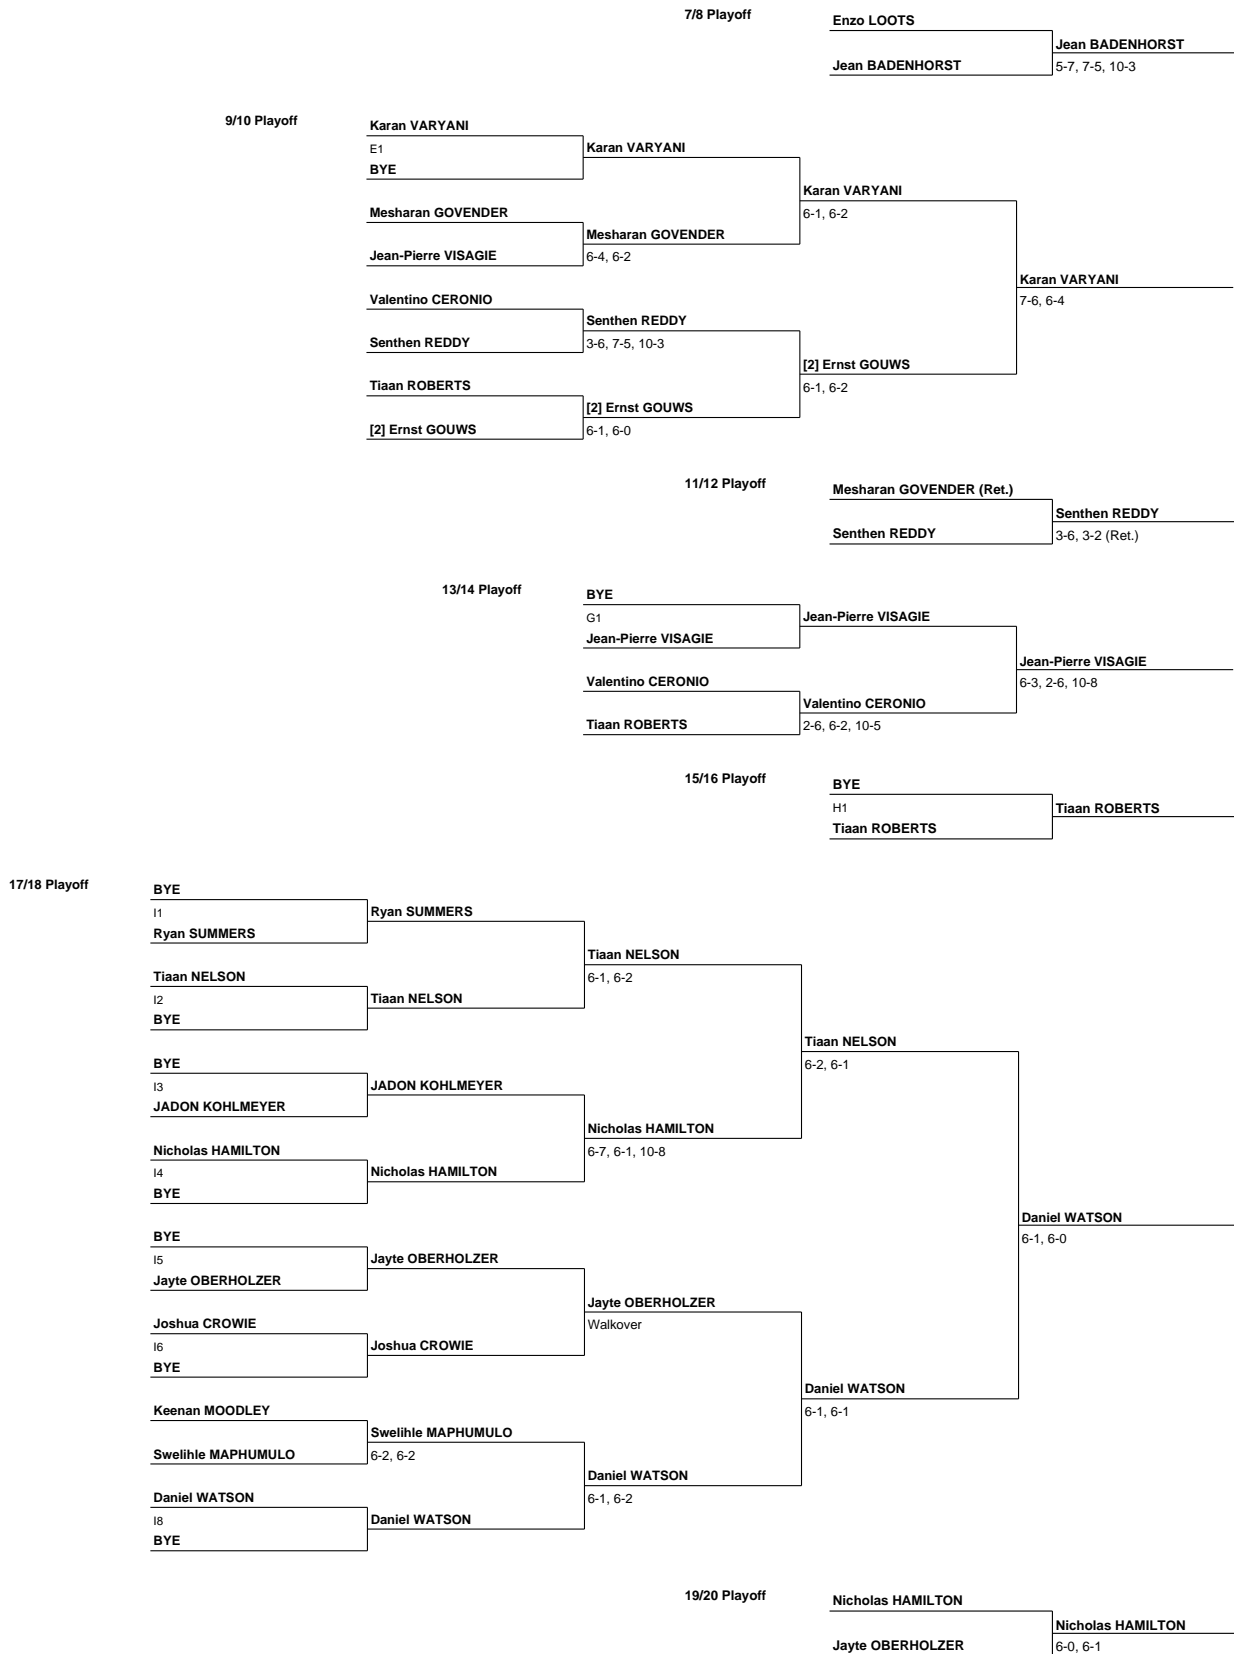 7/8 Playoff
Enzo LOOTS
Jean BADENHORST
Jean BADENHORST
5-7, 7-5, 10-3
9/10 Playoff
Karan VARYANI
E1
Karan VARYANI
BYE
Karan VARYANI
Mesharan GOVENDER
6-1, 6-2
Mesharan GOVENDER
Jean-Pierre VISAGIE
6-4, 6-2
Karan VARYANI
Valentino CERONIO
7-6, 6-4
Senthen REDDY
Senthen REDDY
3-6, 7-5, 10-3
[2] Ernst GOUWS
Tiaan ROBERTS
6-1, 6-2
[2] Ernst GOUWS
[2] Ernst GOUWS
6-1, 6-0
11/12 Playoff
Mesharan GOVENDER (Ret.)
Senthen REDDY
Senthen REDDY
3-6, 3-2 (Ret.)
13/14 Playoff
BYE
G1
Jean-Pierre VISAGIE
Jean-Pierre VISAGIE
Jean-Pierre VISAGIE
Valentino CERONIO
6-3, 2-6, 10-8
Valentino CERONIO
Tiaan ROBERTS
2-6, 6-2, 10-5
15/16 Playoff
BYE
H1
Tiaan ROBERTS
Tiaan ROBERTS
17/18 Playoff
BYE
I1
Ryan SUMMERS
Ryan SUMMERS
Tiaan NELSON
Tiaan NELSON
6-1, 6-2
I2
Tiaan NELSON
BYE
Tiaan NELSON
BYE
6-2, 6-1
I3
JADON KOHLMEYER
JADON KOHLMEYER
Nicholas HAMILTON
Nicholas HAMILTON
6-7, 6-1, 10-8
I4
Nicholas HAMILTON
BYE
Daniel WATSON
BYE
6-1, 6-0
I5
Jayte OBERHOLZER
Jayte OBERHOLZER
Jayte OBERHOLZER
Joshua CROWIE
Walkover
I6
Joshua CROWIE
BYE
Daniel WATSON
Keenan MOODLEY
6-1, 6-1
Swelihle MAPHUMULO
Swelihle MAPHUMULO
6-2, 6-2
Daniel WATSON
Daniel WATSON
6-1, 6-2
I8
Daniel WATSON
BYE
19/20 Playoff
Nicholas HAMILTON
Nicholas HAMILTON
Jayte OBERHOLZER
6-0, 6-1